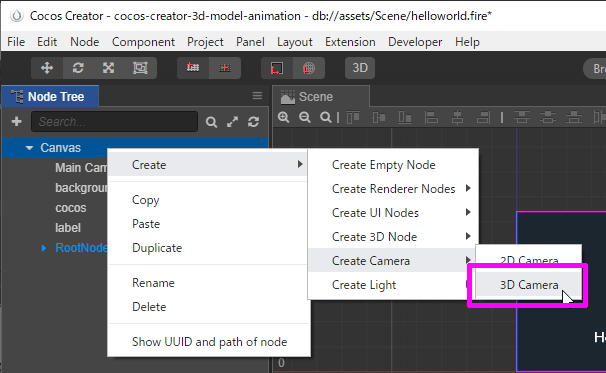 Cocos Creator - cocos-creator-3d-model-animation - db://assets/Scene/helloworld.fire*
File Edit Node Component Project Panel Layout Extension Developer Help
3D
Node Tree
Scene
Search...
Canvas
Main Cam
background
cocos
label
RootNode
Create
Copy
Paste
Duplicate
Rename
Delete
Show UUID and path of node
Create Empty Node
Create Renderer Nodes
Create UI Nodes
Create 3D Node
Create Camera
Create Light
2D Camera
3D Camera
0